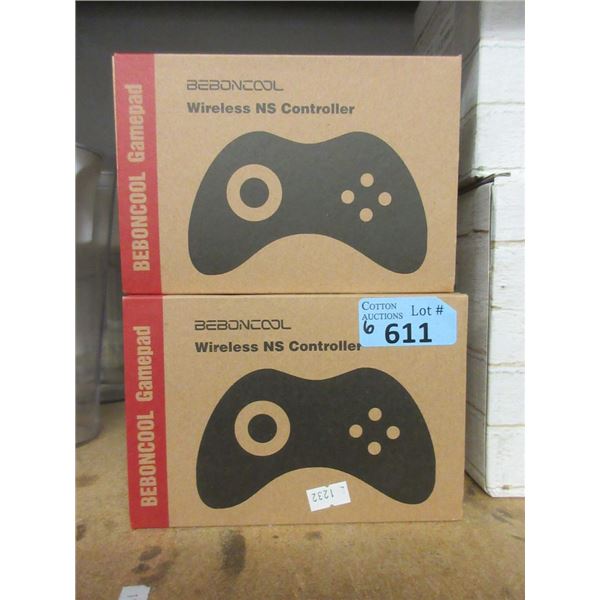 BEBONCOOL Gamepad
BEBONCOOL
Wireless NS Controller
BEBONCOOL Gamepad
BEBONCOOL
Wireless NS Controller
COTTON
AUCTIONS
Lot #
6
611
1232